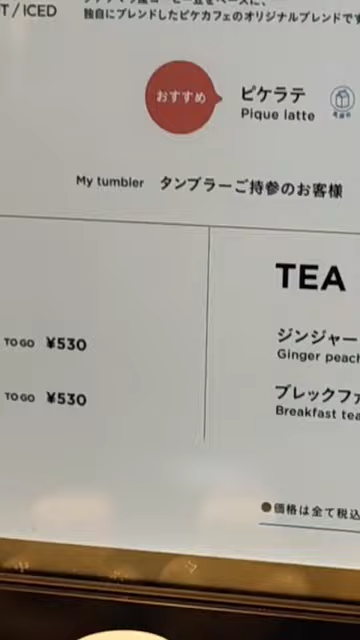 T / ICED
独自にブレンドしたピケカフェのオリジナルブレンドです
おすすめ
ピケラテ
Pique latte
My tumbler タンブラーご持参のお客様
TO GO ¥530
TO GO ¥530
TEA
ジンジャー
Ginger peach
ブレックファ
Breakfast tea
●価格は全て税込